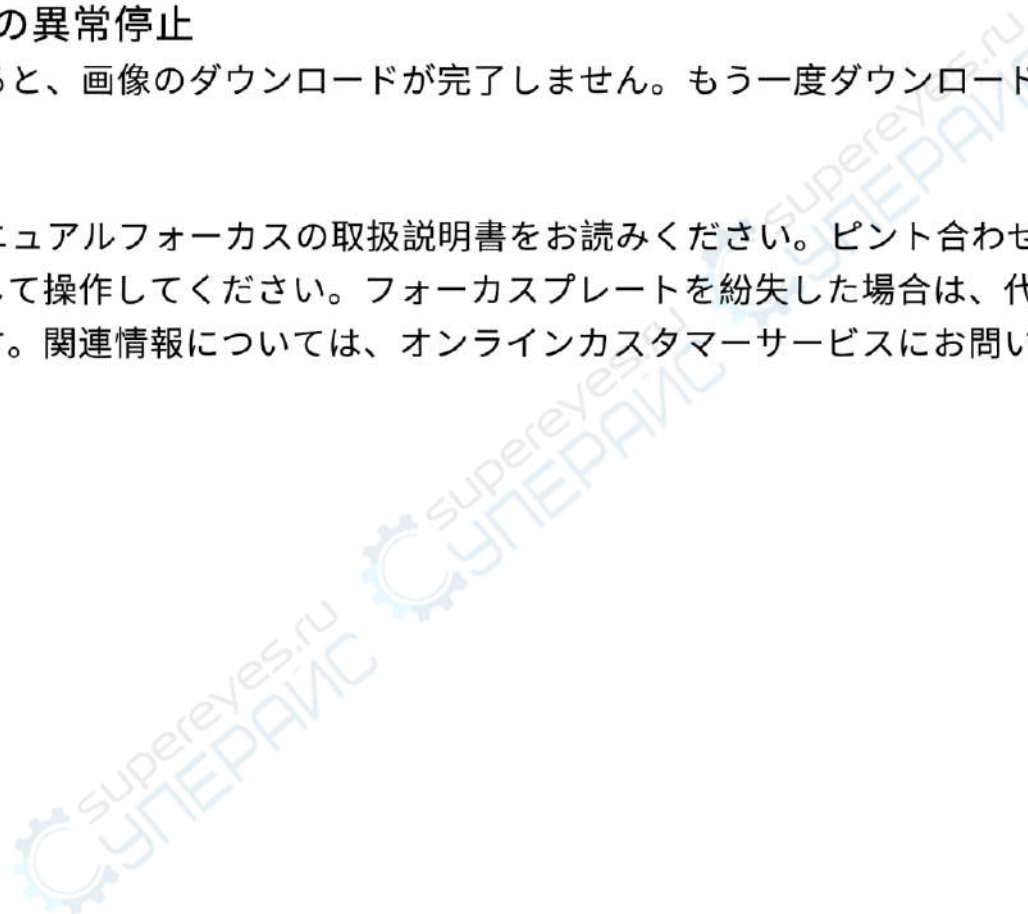 の異常停止
ると、画像のダウンロードが完了しません。もう一度ダウンロード
ニュアルフォーカスの取扱説明書をお読みください。ピント合わせ
して操作してください。フォーカスプレートを紛失した場合は、代
す。関連情報については、オンラインカスタマーサービスにお問い
supereyes.ru
СУПЕРАЙС
supereyes.ru
СУПЕРАЙС
supereyes.ru
СУПЕРАЙС